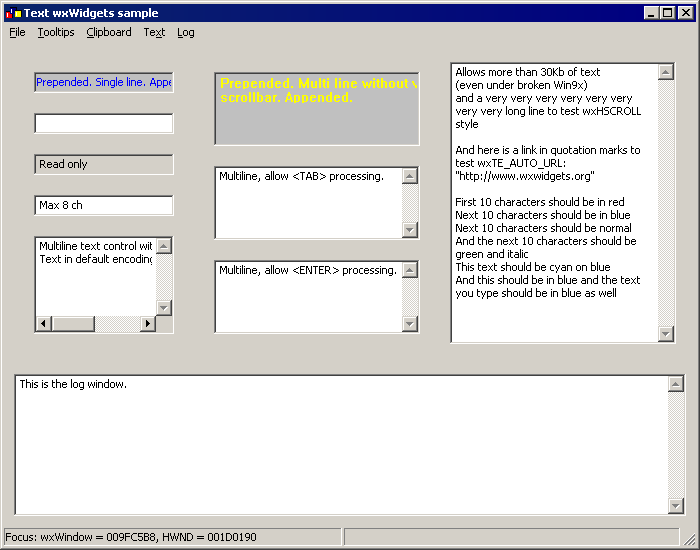 Text wxWidgets sample
File Tooltips Clipboard Text Log
Prepended. Single line. Appe
Read only
Max 8 ch
Multiline text control wit
Text in default encoding
Prepended. Multi line without v
scrollbar. Appended.
Multiline, allow <TAB> processing.
Multiline, allow <ENTER> processing.
Allows more than 30Kb of text
(even under broken Win9x)
and a very very very very very very
very very long line to test wxHSCROLL
style
And here is a link in quotation marks to
test wxTE_AUTO_URL:
"http://www.wxwidgets.org"
First 10 characters should be in red
Next 10 characters should be in blue
Next 10 characters should be normal
And the next 10 characters should be
green and italic
This text should be cyan on blue
And this should be in blue and the text
you type should be in blue as well
This is the log window.
Focus: wxWindow = 009FC5B8, HWND = 001D0190